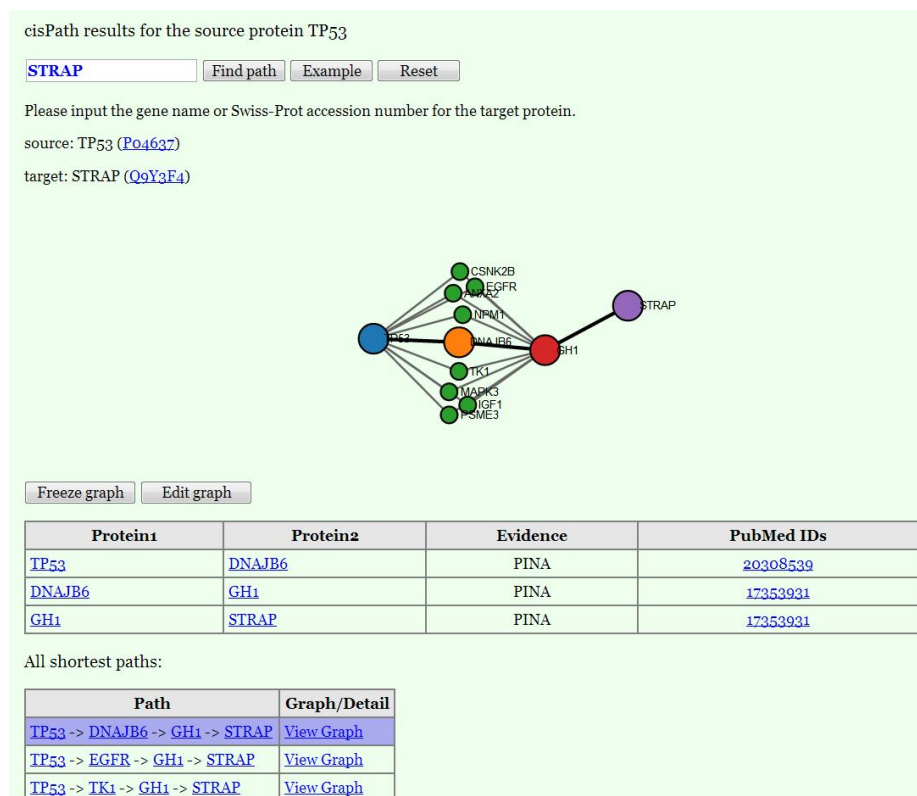 cisPath results for the source protein TP53
STRAP Find path Example Reset
Please input the gene name or Swiss-Prot accession number for the target protein.
source: TP53 (P04637)
target: STRAP (Q9Y3F4)
CSNK2B
EGFR
ANXA2
STRAP
NPM1
TP53
DNAJB6
GH1
TK1
MAPK3
IGF1
PSME3
Freeze graph Edit graph
Protein1 Protein2 Evidence PubMed IDs
TP53 DNAJB6 PINA 20308539
DNAJB6 GH1 PINA 17353931
GH1 STRAP PINA 17353931
All shortest paths:
Path Graph/Detail
TP53 -> DNAJB6 -> GH1 -> STRAP View Graph
TP53 -> EGFR -> GH1 -> STRAP View Graph
TP53 -> TK1 -> GH1 -> STRAP View Graph